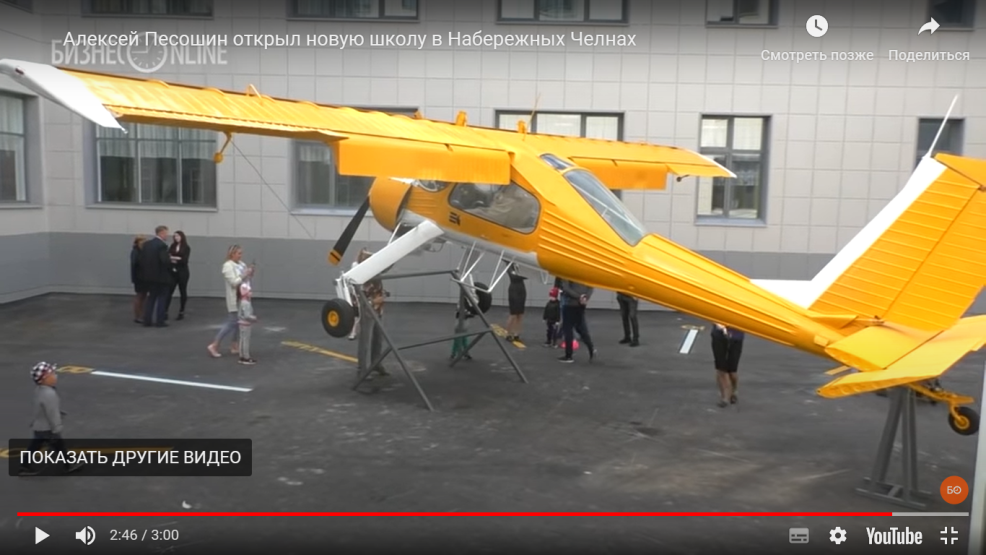 Алексей Песошин открыл новую школу в Набережных Челнах
БИЗНЕС ONLINE
Смотреть позже
Поделиться
ПОКАЗАТЬ ДРУГИЕ ВИДЕО
БО
2:46 / 3:00
YouTube